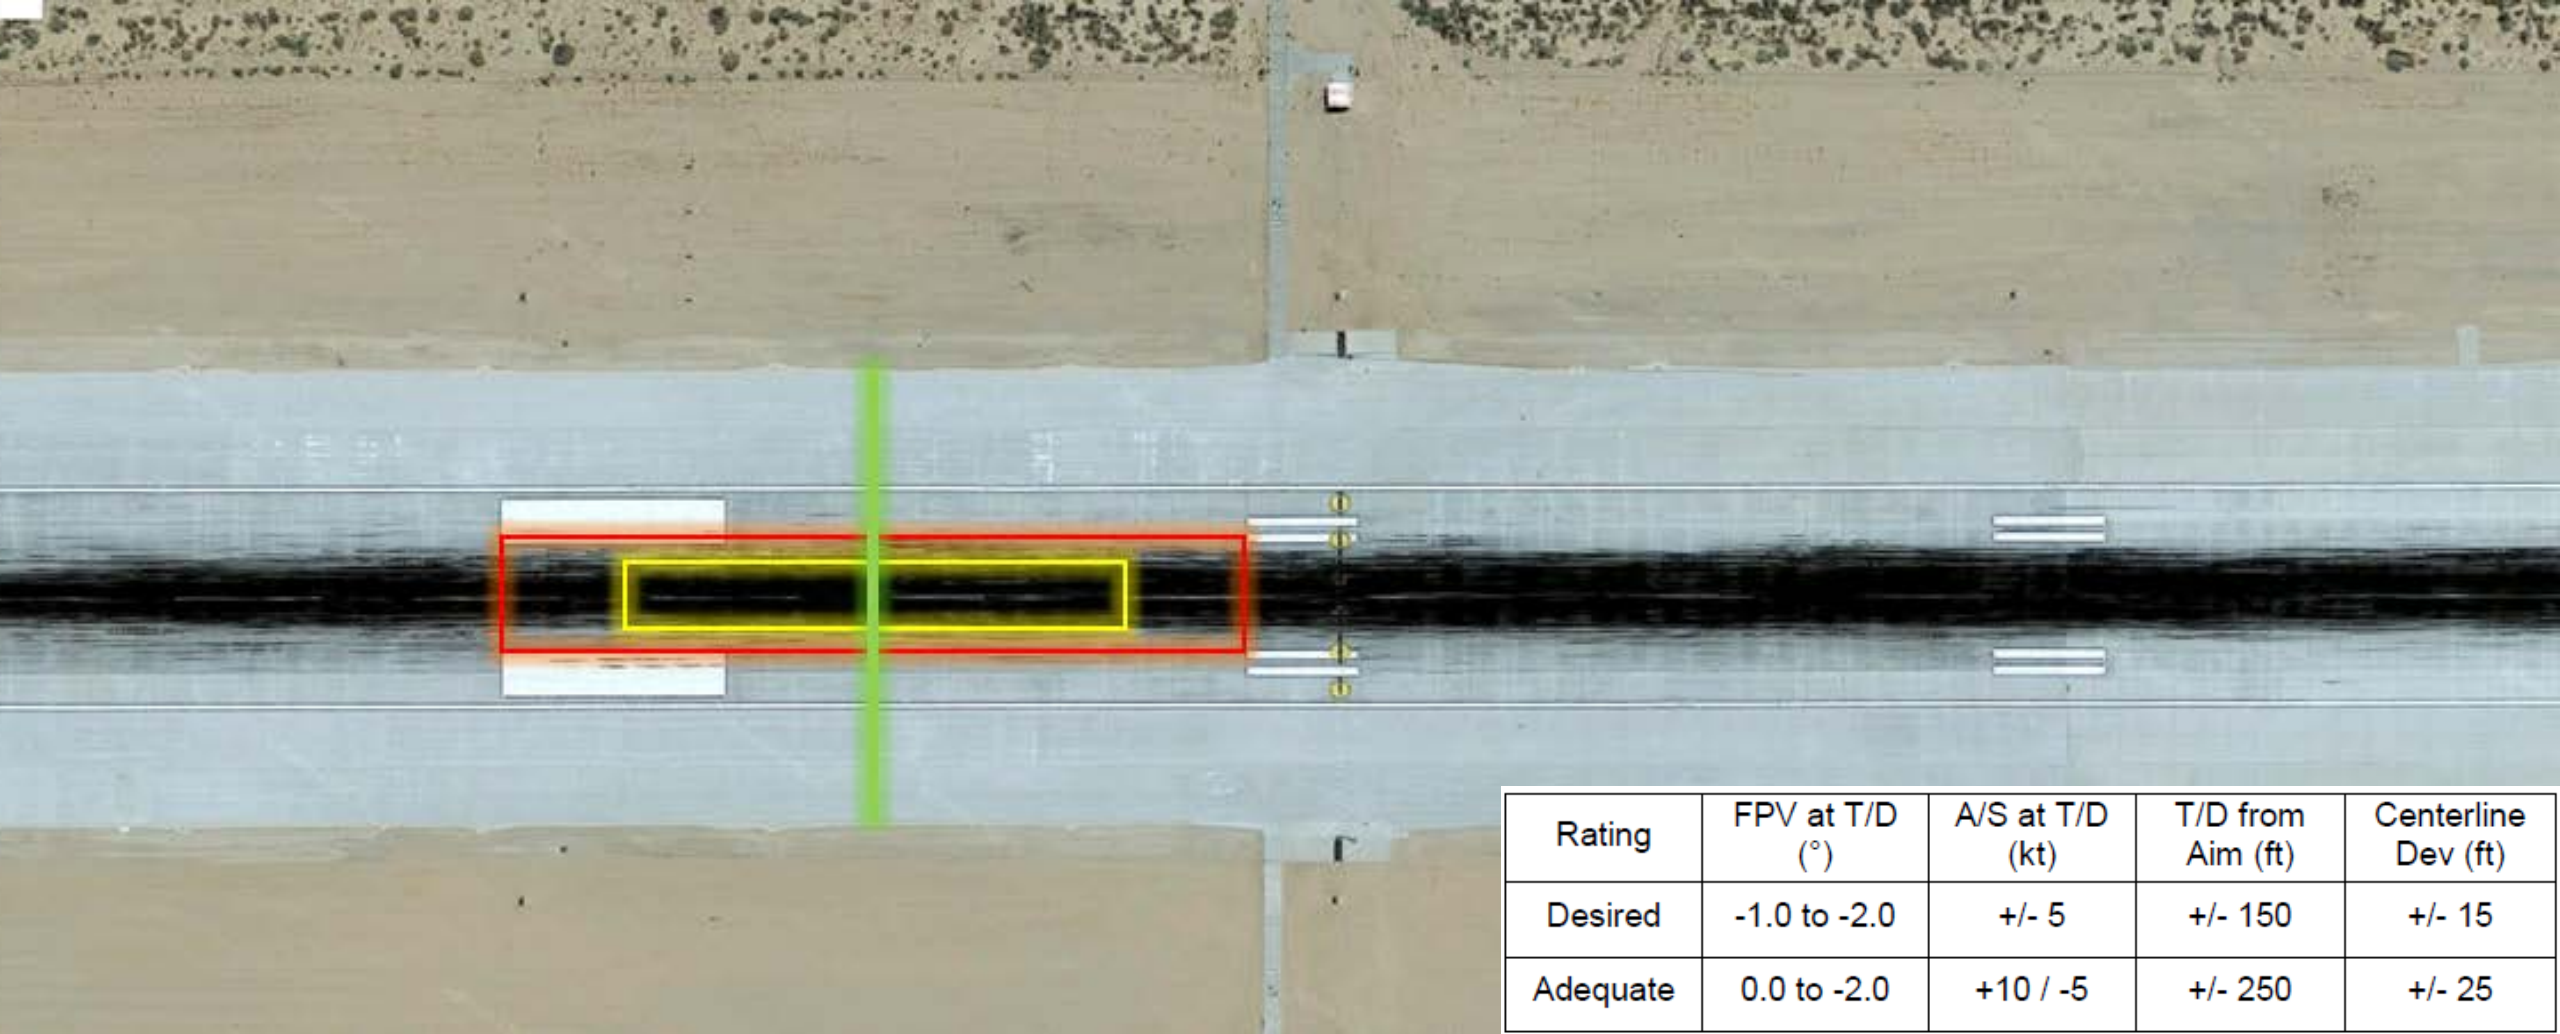 Rating
FPV at T/D
(°)
A/S at T/D
(kt)
T/D from
Aim (ft)
Centerline
Dev (ft)
Desired
-1.0 to -2.0
+/- 5
+/- 150
+/- 15
Adequate
0.0 to -2.0
+10 / -5
+/- 250
+/- 25